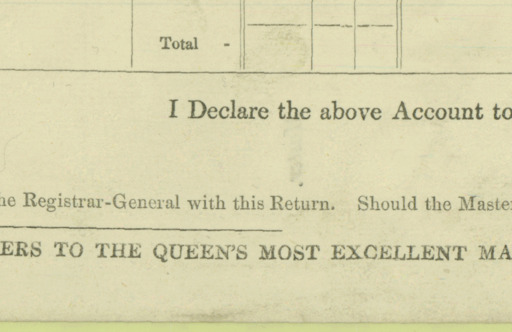 Total -
I Declare the above Account to
he Registrar-General with this Return. Should the Master
ERS TO THE QUEEN'S MOST EXCELLENT MA